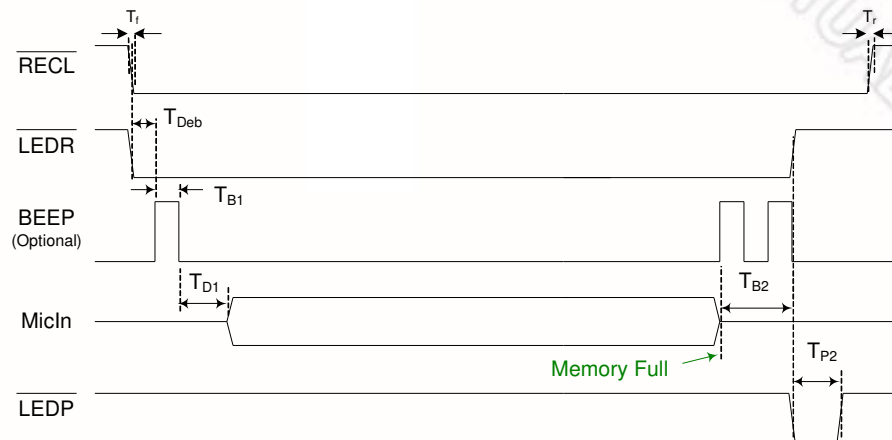 Tf
Tr
RECL
TDeb
LEDR
TB1
BEEP
(Optional)
TD1
TB2
MicIn
TP2
Memory Full
LEDP